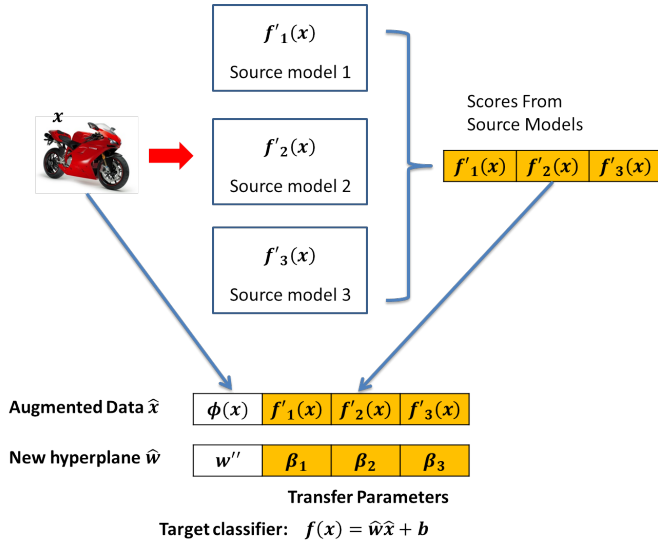 f'₁(x)
Source model 1
x
f'₂(x)
Source model 2
f'₃(x)
Source model 3
Scores From
Source Models
f'₁(x) f'₂(x) f'₃(x)
Augmented Data x̂ ϕ(x) f'₁(x) f'₂(x) f'₃(x)
New hyperplane ŵ w'' β₁ β₂ β₃
Transfer Parameters
Target classifier: f(x) = ŵx̂ + b